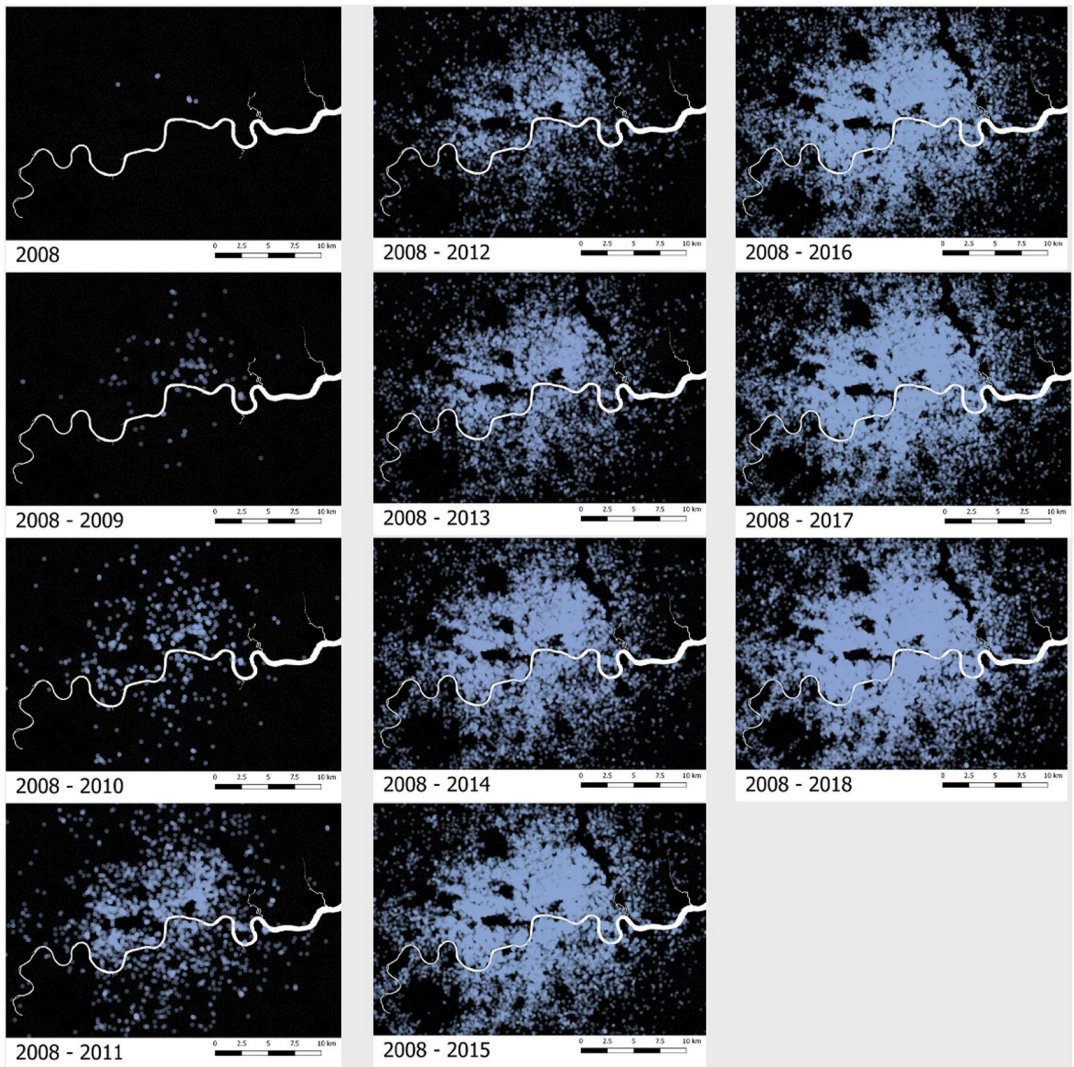 0 2.5 5 7.5 10 km
2008
0 2.5 5 7.5 10 km
2008 - 2012
0 2.5 5 7.5 10 km
2008 - 2016
0 2.5 5 7.5 10 km
2008 - 2009
0 2.5 5 7.5 10 km
2008 - 2013
0 2.5 5 7.5 10 km
2008 - 2017
0 2.5 5 7.5 10 km
2008 - 2010
0 2.5 5 7.5 10 km
2008 - 2014
0 2.5 5 7.5 10 km
2008 - 2018
0 2.5 5 7.5 10 km
2008 - 2011
0 2.5 5 7.5 10 km
2008 - 2015